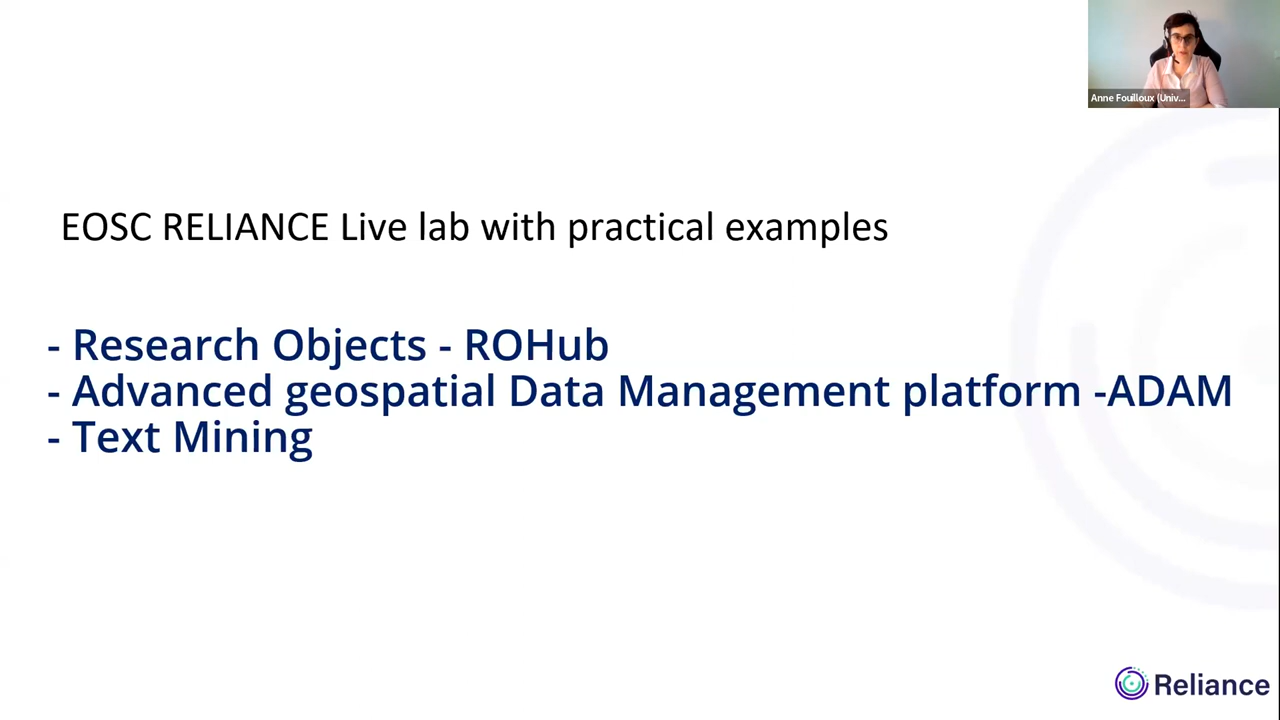 Anne Fouilloux (Univ...
EOSC RELIANCE Live lab with practical examples
- Research Objects - ROHub
- Advanced geospatial Data Management platform -ADAM
- Text Mining
Reliance